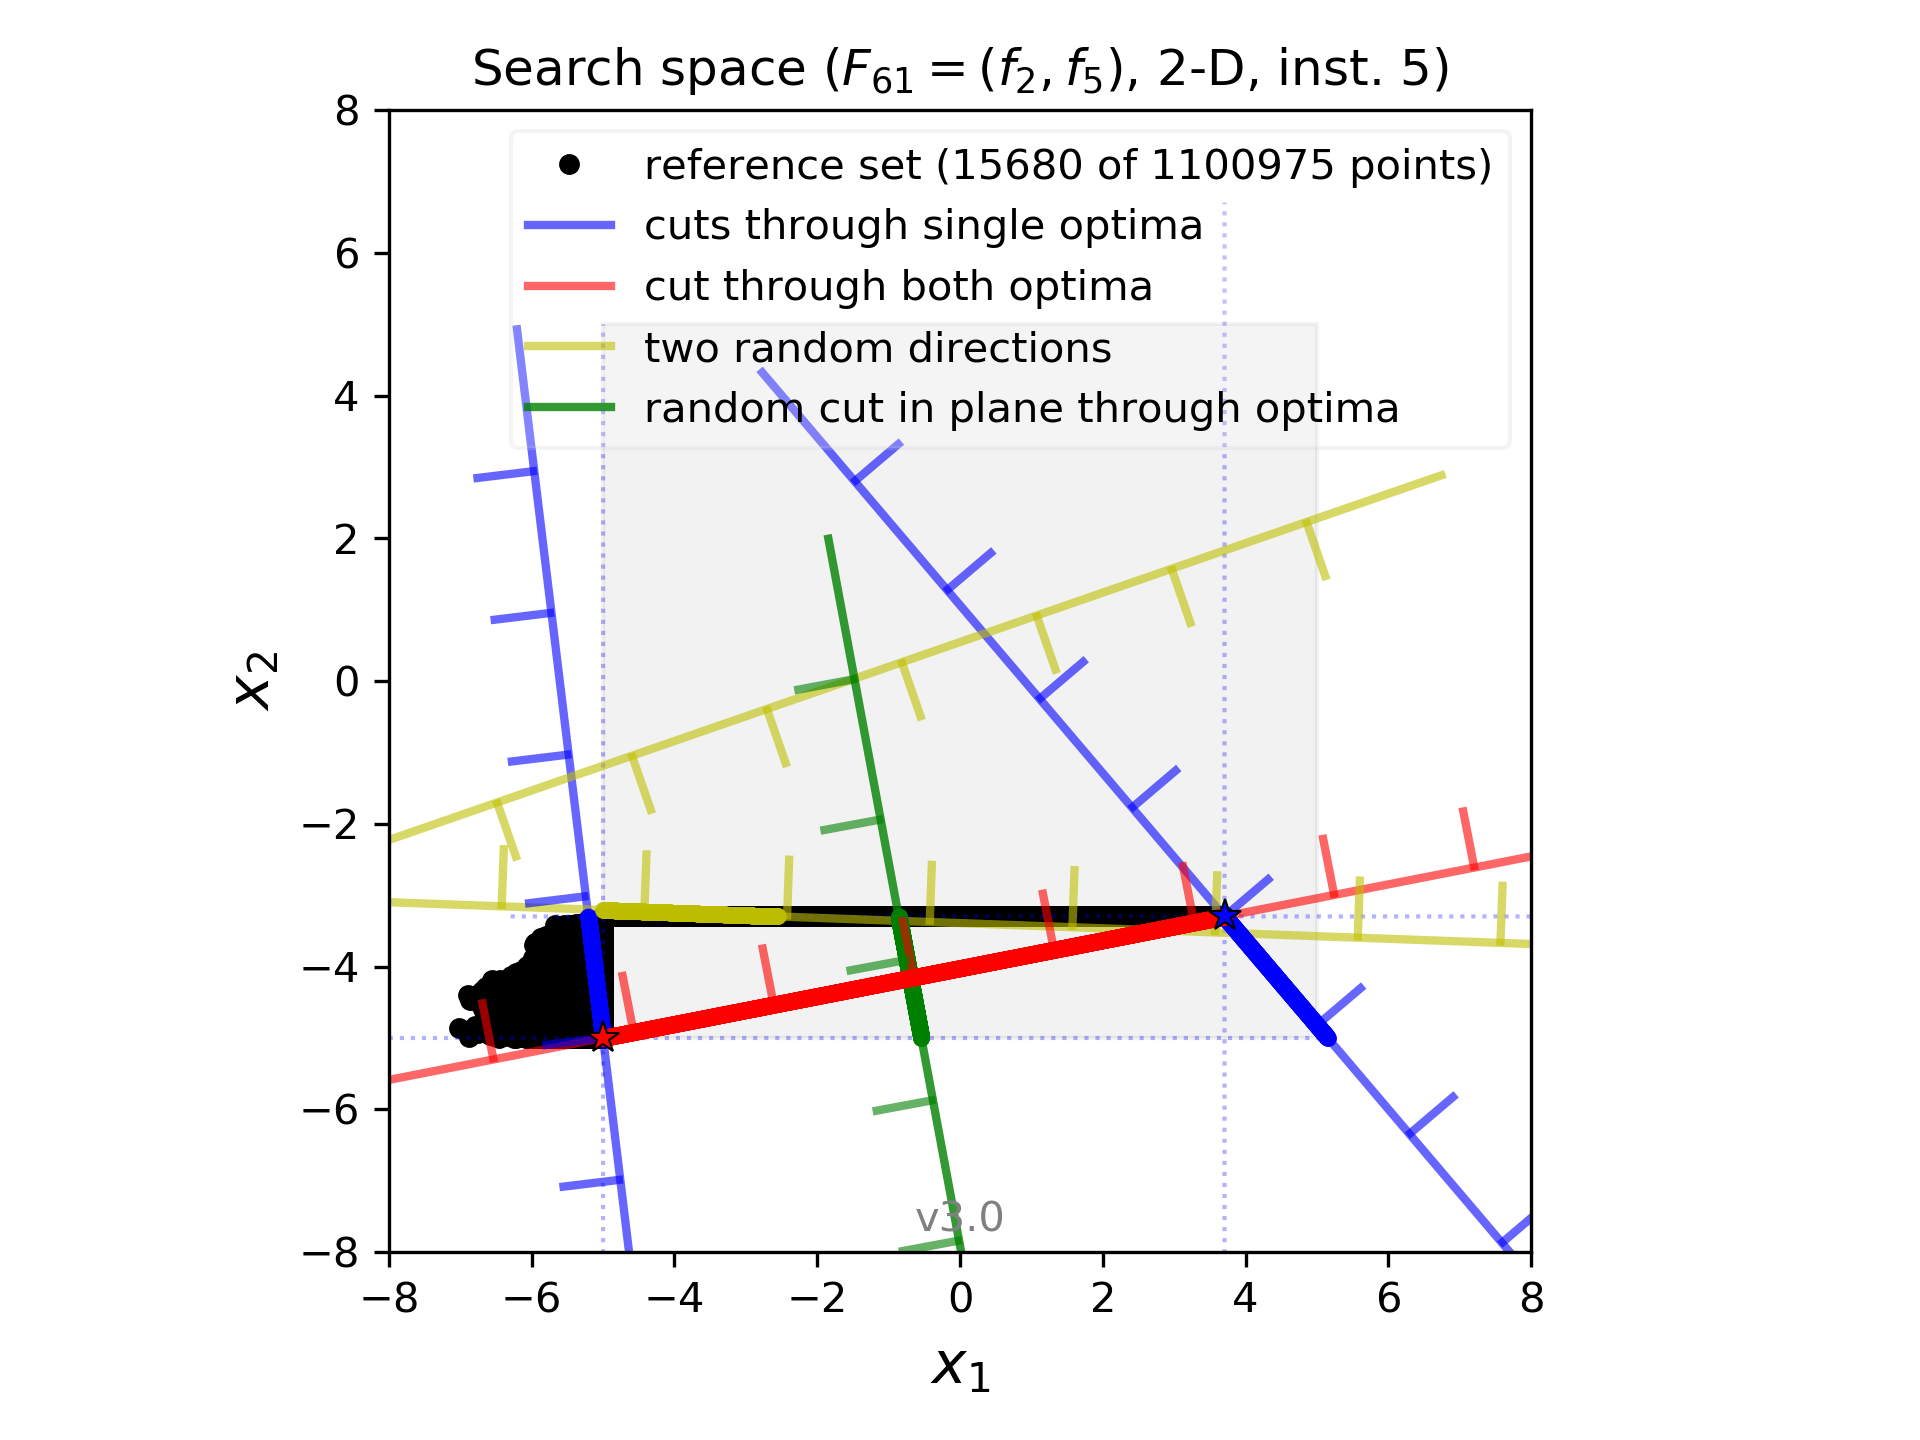 Search space (F61 = (f2, f5), 2-D, inst. 5)
reference set (15680 of 1100975 points)
cuts through single optima
cut through both optima
two random directions
random cut in plane through optima
8
6
4
2
0
−2
−4
−6
−8
x2
v3.0
−8 −6 −4 −2 0 2 4 6 8
x1